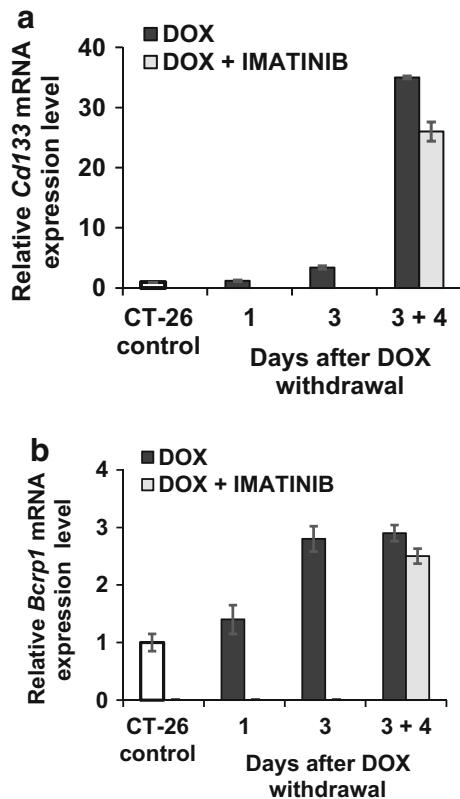 a
DOX
DOX + IMATINIB
Relative Cd133 mRNA
expression level
40
30
20
10
0
CT-26
control
1
3
3 + 4
Days after DOX
withdrawal
b
DOX
DOX + IMATINIB
Relative Bcrp1 mRNA
expression level
4
3
2
1
0
CT-26
control
1
3
3 + 4
Days after DOX
withdrawal